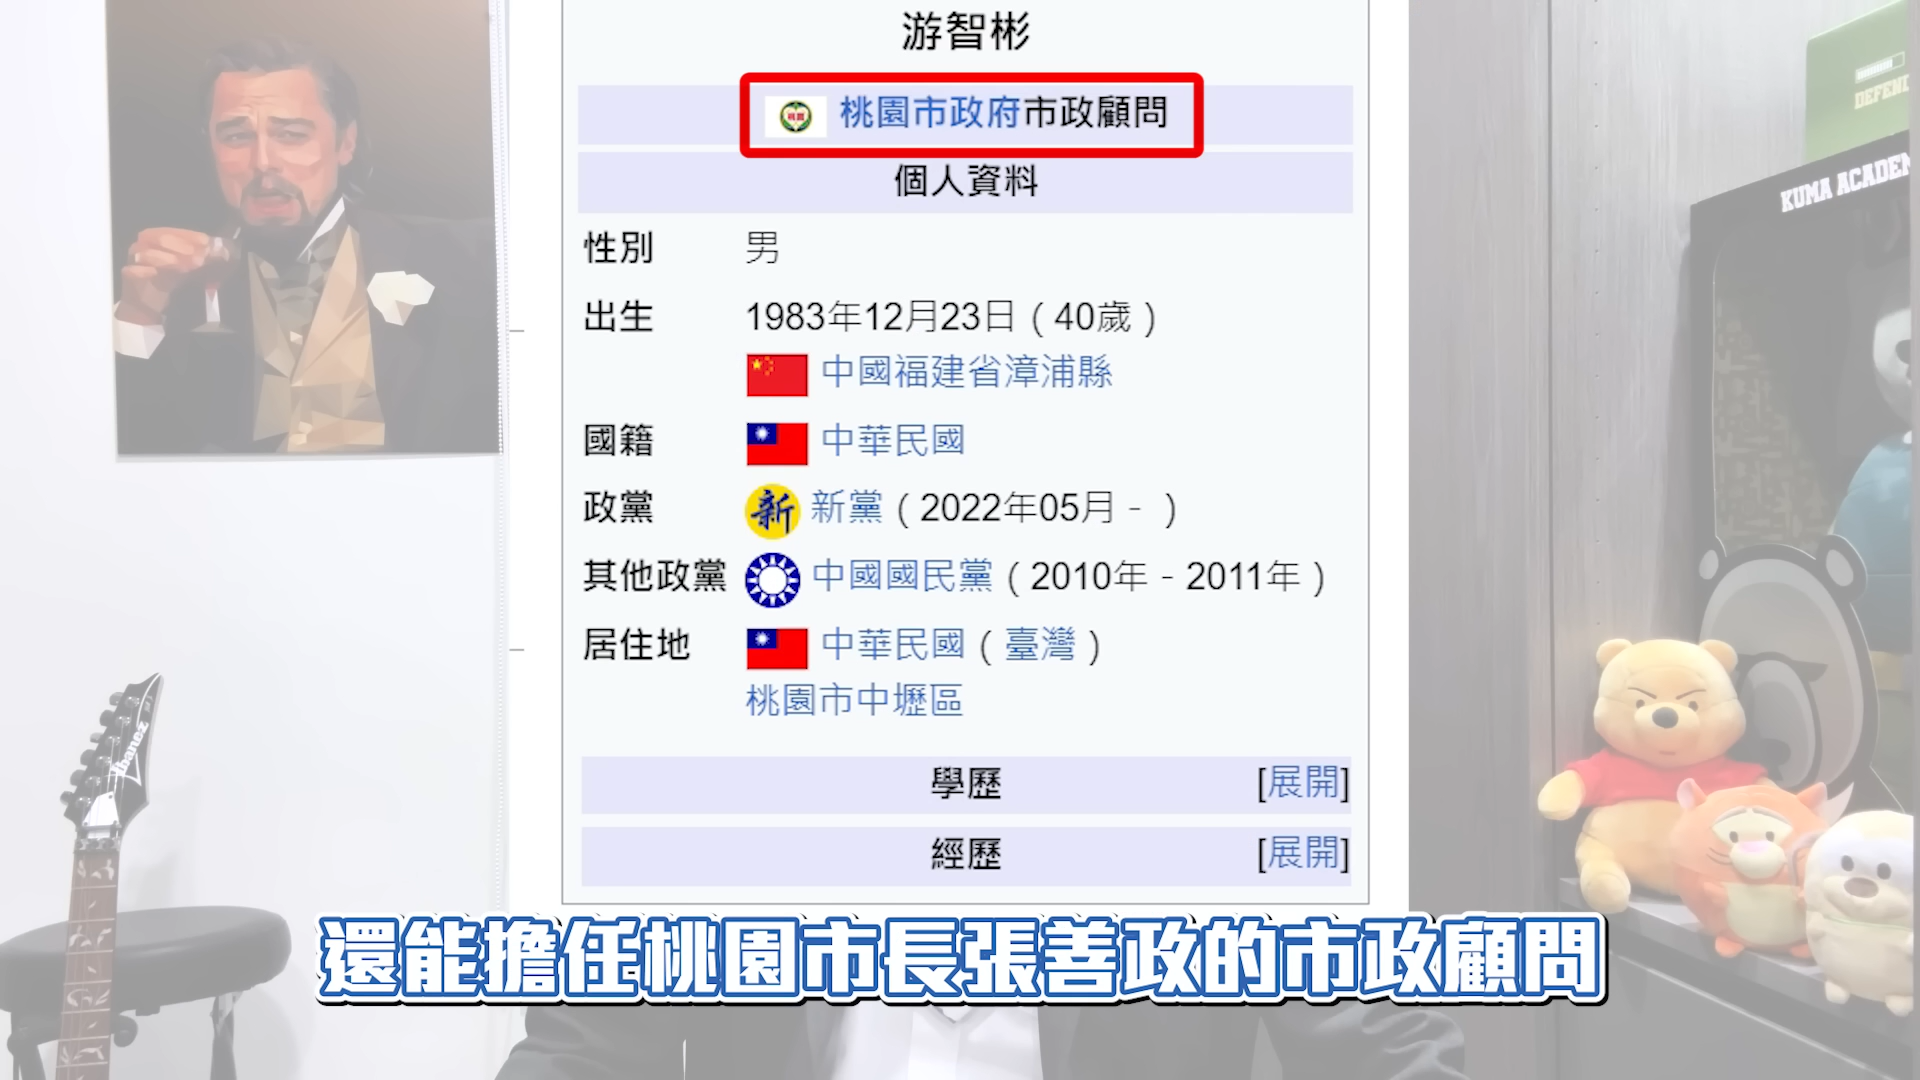 游智彬
桃園市政府市政顧問
個人資料
性別 男
出生 1983年12月23日（40歲）
中國福建省漳浦縣
國籍 中華民國
政黨 新 新黨（2022年05月－ ）
其他政黨 中國國民黨（2010年－2011年）
居住地 中華民國（臺灣）
桃園市中壢區
學歷 [展開]
經歷 [展開]
還能擔任桃園市長張善政的市政顧問
Ibanez
KUMA ACADEM
DEFEND